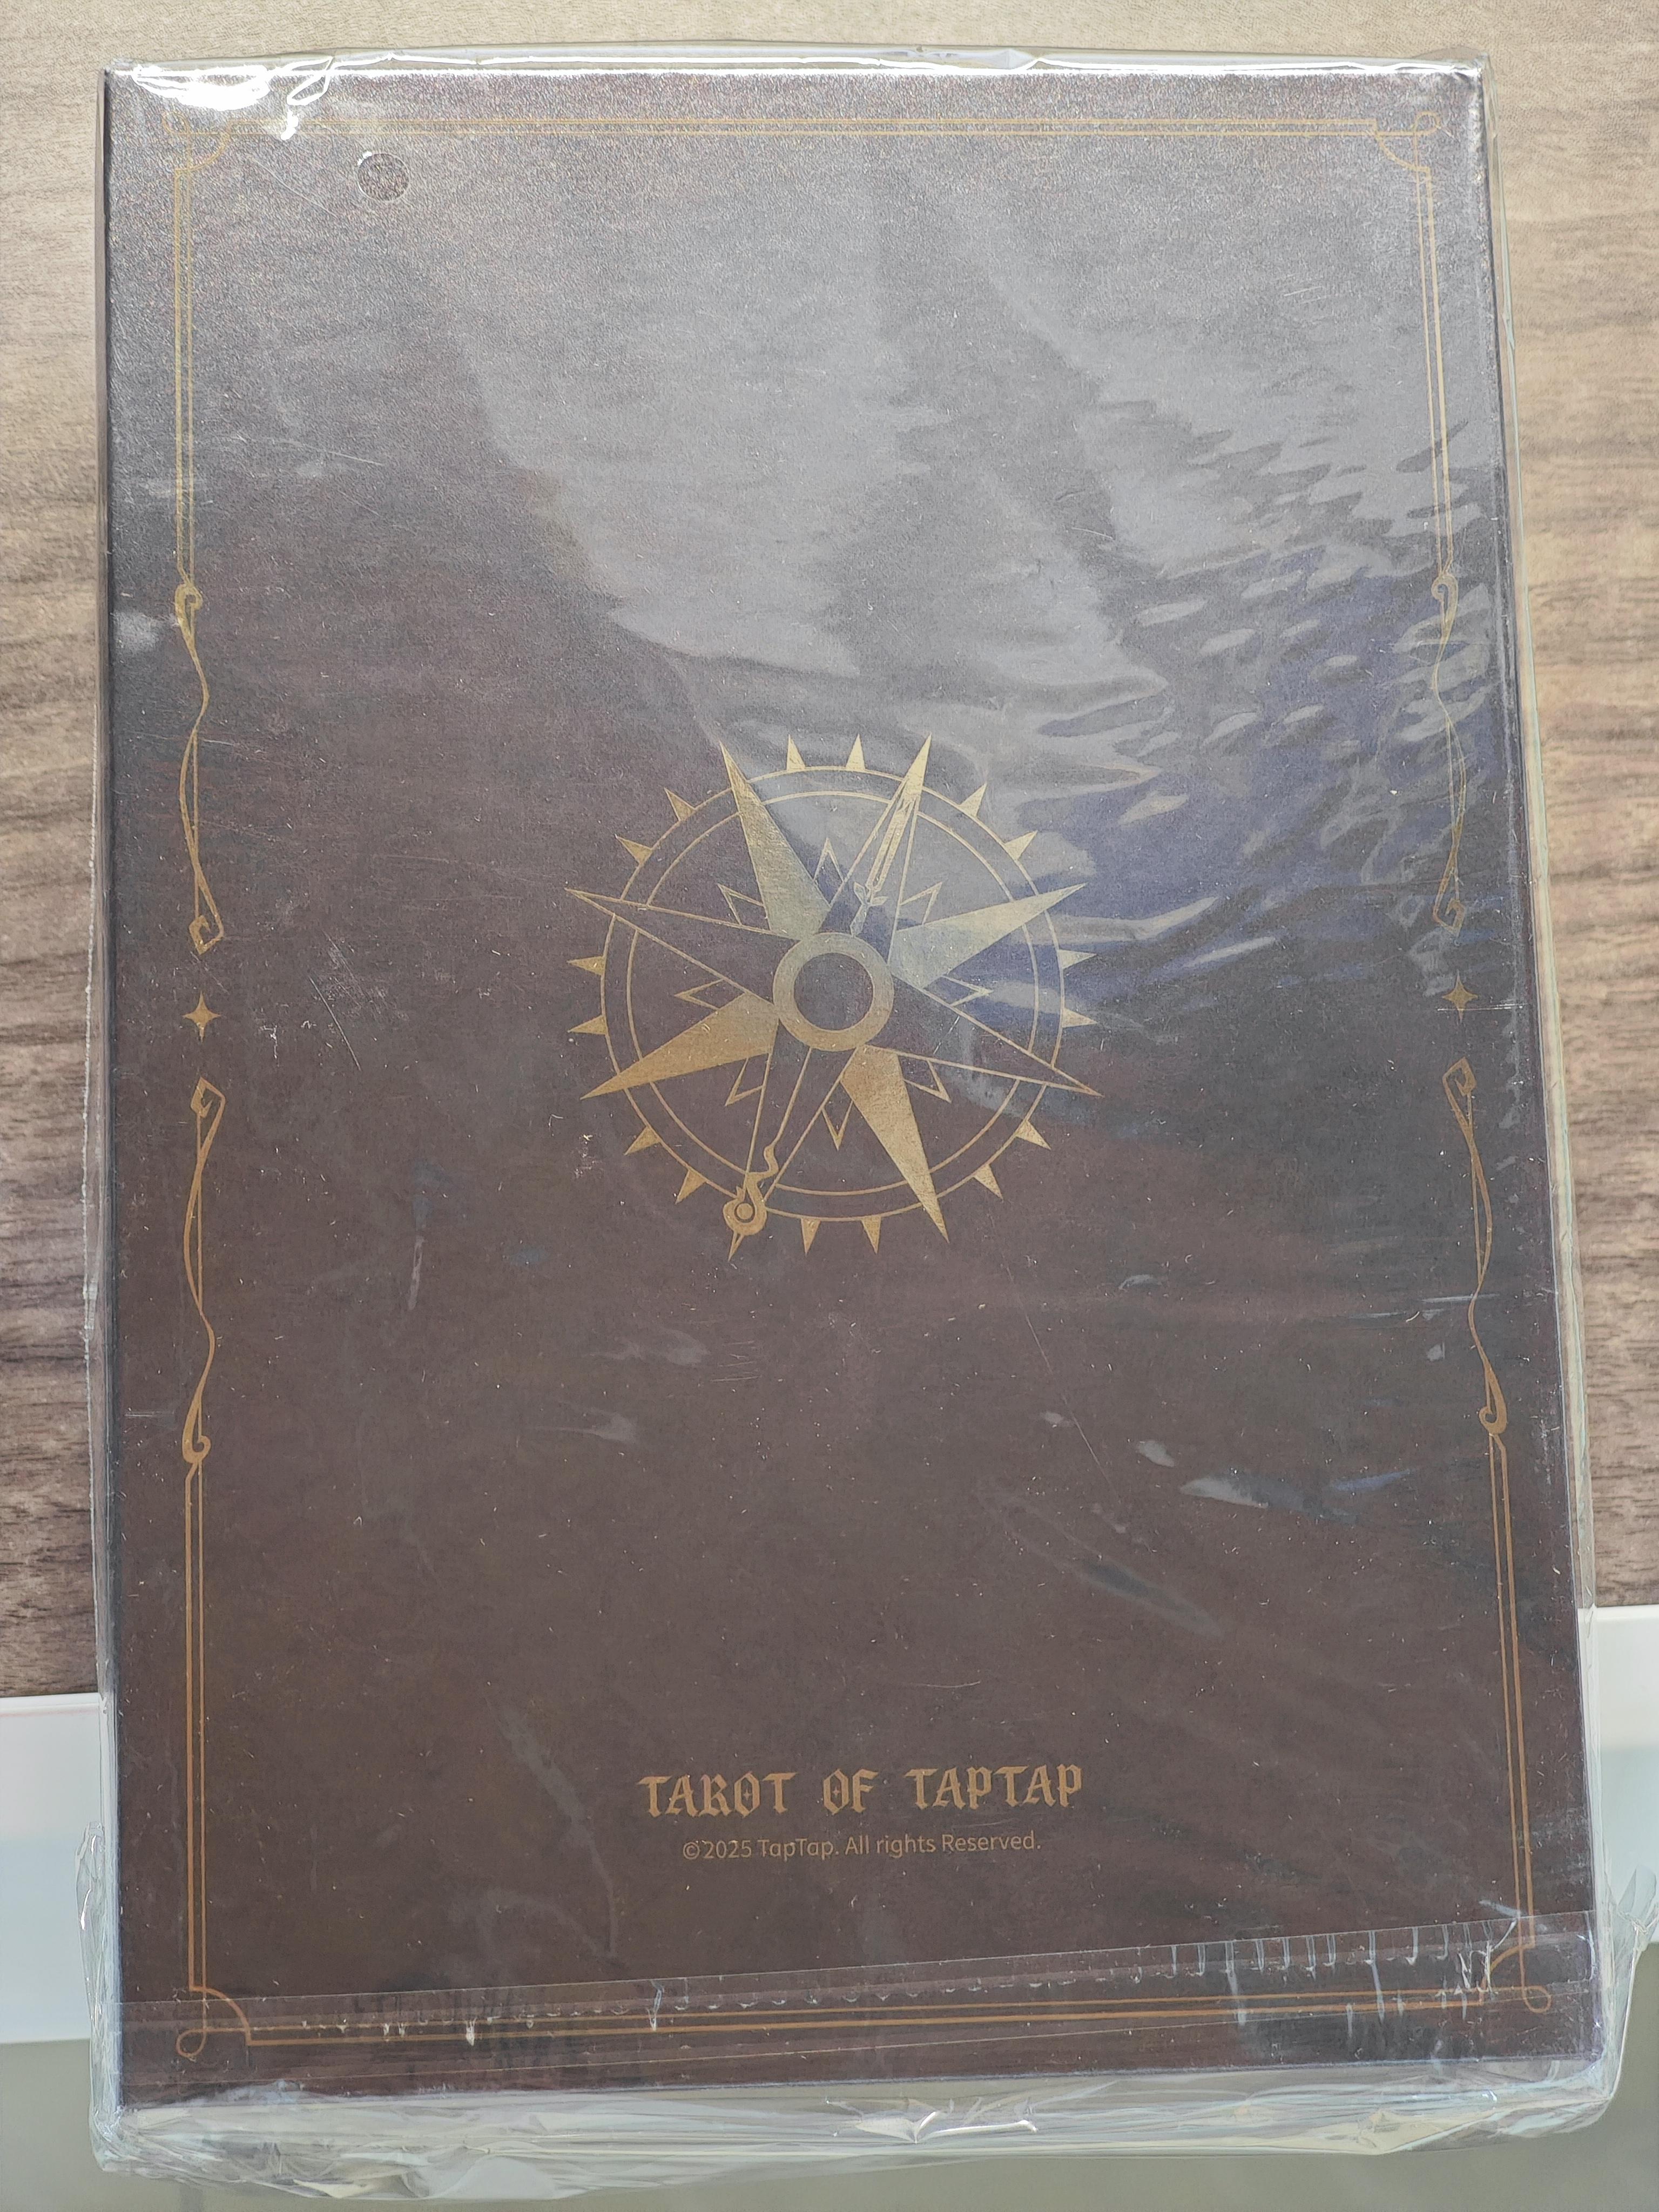 TAROT OF TAPTAP
©2025 TapTap. All rights Reserved.